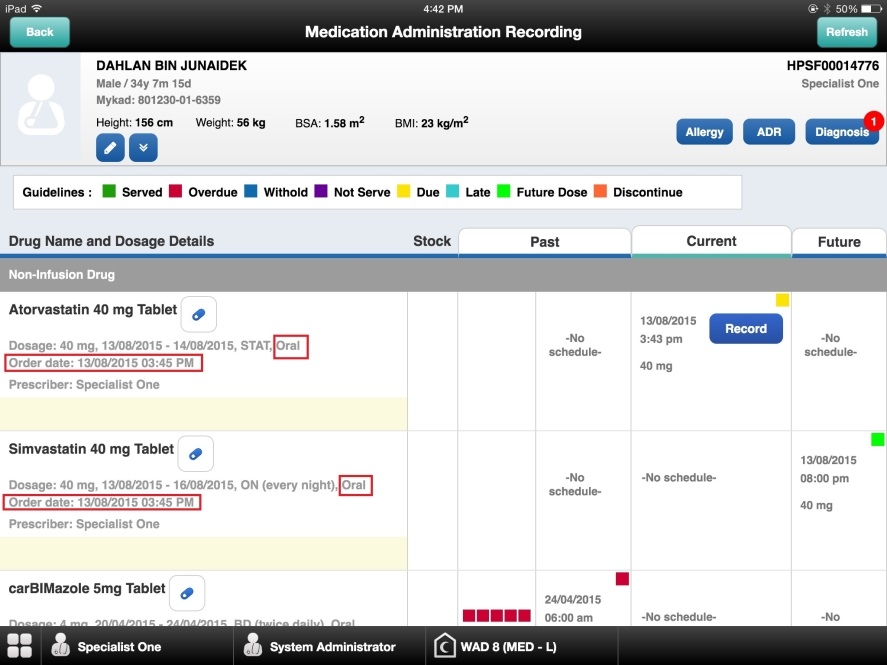 iPad 4:42 PM 50%
Back Medication Administration Recording Refresh
DAHLAN BIN JUNAIDEK HPSF00014776
Male / 34y 7m 15d Specialist One
Mykad: 801230-01-6359
Height: 156 cm Weight: 56 kg BSA: 1.58 m² BMI: 23 kg/m²
Allergy ADR Diagnosis 1
Guidelines : Served Overdue Withold Not Serve Due Late Future Dose Discontinue
Drug Name and Dosage Details Stock Past Current Future
Non-Infusion Drug
Atorvastatin 40 mg Tablet
Dosage: 40 mg, 13/08/2015 - 14/08/2015, STAT, Oral
Order date: 13/08/2015 03:45 PM
Prescriber: Specialist One
-No
schedule-
13/08/2015
3:43 pm
40 mg
Record
-No
schedule-
Simvastatin 40 mg Tablet
Dosage: 40 mg, 13/08/2015 - 16/08/2015, ON (every night), Oral
Order date: 13/08/2015 03:45 PM
Prescriber: Specialist One
-No
schedule-
-No schedule-
13/08/2015
08:00 pm
40 mg
carBIMazole 5mg Tablet
Dosage: 4 mg, 20/04/2015 - 24/04/2015, BD (twice daily), Oral
24/04/2015
06:00 am
-No schedule-
-No
Specialist One System Administrator WAD 8 (MED - L)